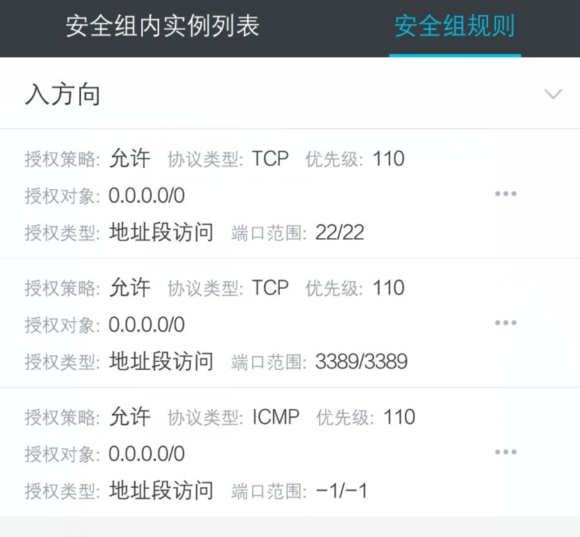 安全组内实例列表 安全组规则
入方向
授权策略: 允许 协议类型: TCP 优先级: 110
授权对象: 0.0.0.0/0
授权类型: 地址段访问 端口范围: 22/22
授权策略: 允许 协议类型: TCP 优先级: 110
授权对象: 0.0.0.0/0
授权类型: 地址段访问 端口范围: 3389/3389
授权策略: 允许 协议类型: ICMP 优先级: 110
授权对象: 0.0.0.0/0
授权类型: 地址段访问 端口范围: -1/-1